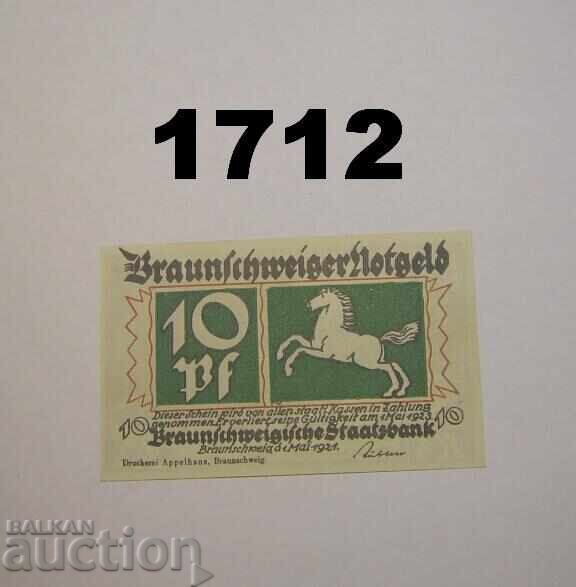 1712
Braunschweiger Notgeld
10
Pf
Dieser Schein wird von allen staatl. Kassen in Zahlung
genommen. Er verliert seine Gültigkeit am 1. Mai 1923.
10 Braunschweigische Staatsbank 10
Braunschweig d. 1. Mai 1921.
Druckerei Appelhans, Braunschweig
BALKAN
auction